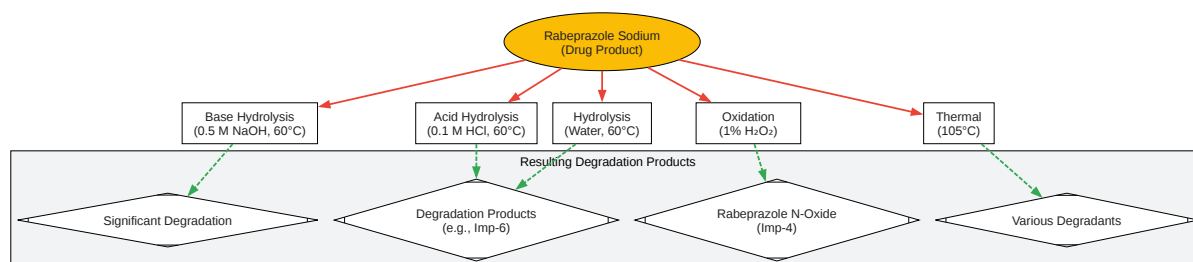 Rabeprazole Sodium
(Drug Product)
Base Hydrolysis
(0.5 M NaOH, 60°C)
Acid Hydrolysis
(0.1 M HCl, 60°C)
Hydrolysis
(Water, 60°C)
Oxidation
(1% H₂O₂)
Thermal
(105°C)
Resulting Degradation Products
Significant Degradation
Degradation Products
(e.g., Imp-6)
Rabeprazole N-Oxide
(Imp-4)
Various Degradants